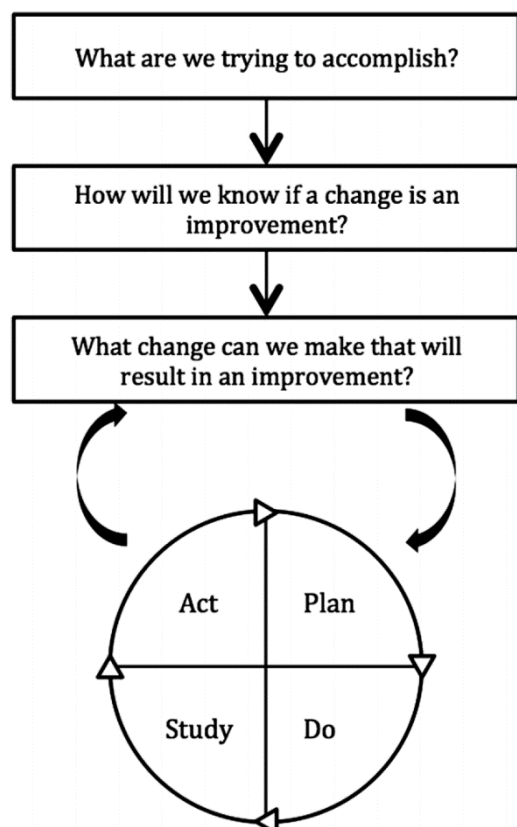 What are we trying to accomplish?
How will we know if a change is an
improvement?
What change can we make that will
result in an improvement?
Act
Plan
Study
Do